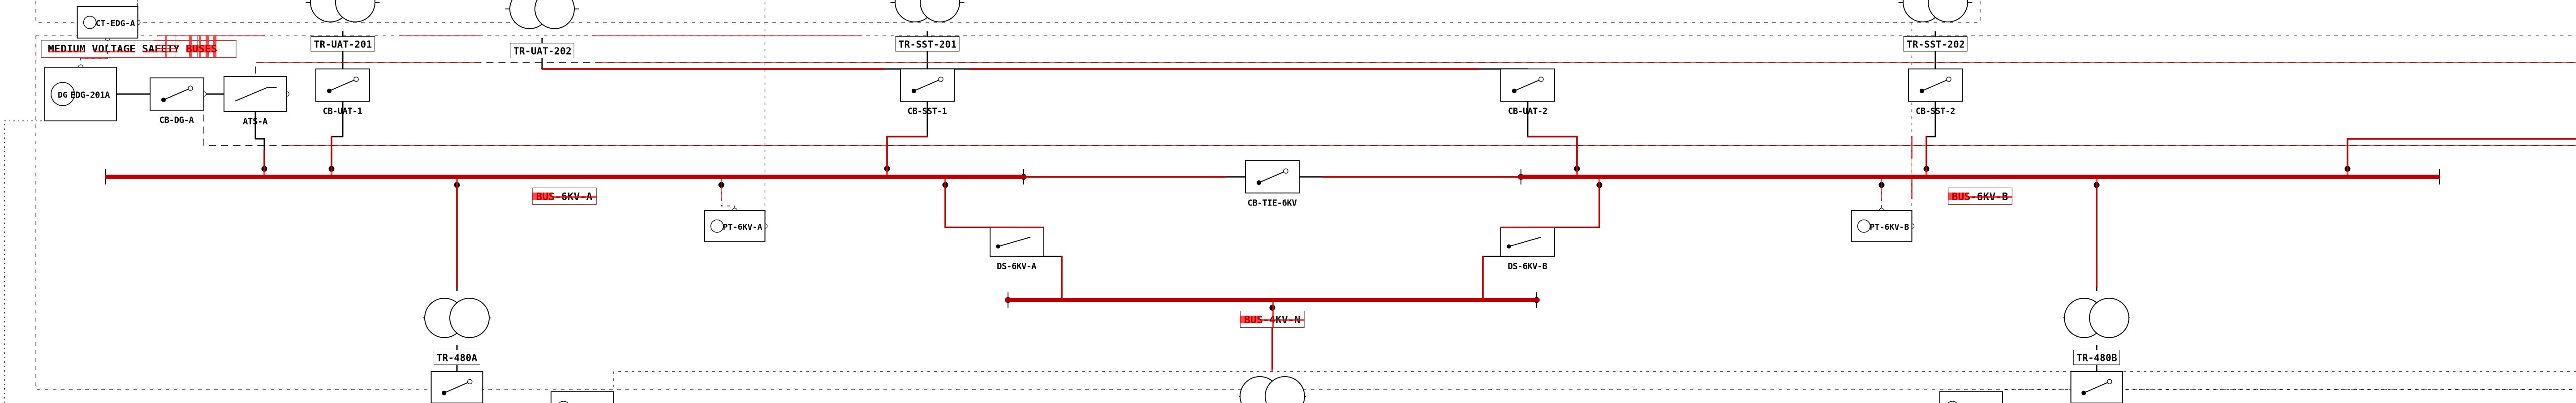 CT-EDG-A
MEDIUM VOLTAGE SAFETY BUSES
TR-UAT-201
TR-UAT-202
TR-SST-201
TR-SST-202
DG EDG-201A
CB-DG-A
ATS-A
CB-UAT-1
CB-SST-1
CB-UAT-2
CB-SST-2
BUS-6KV-A
PT-6KV-A
CB-TIE-6KV
PT-6KV-B
BUS-6KV-B
DS-6KV-A
DS-6KV-B
BUS-4KV-N
TR-480A
TR-480B